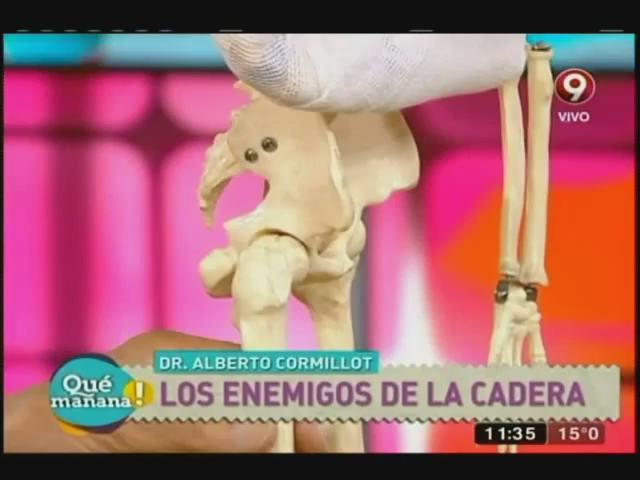 9
VIVO
DR. ALBERTO CORMILLOT
Qué mañana!
LOS ENEMIGOS DE LA CADERA
11:35 15°0